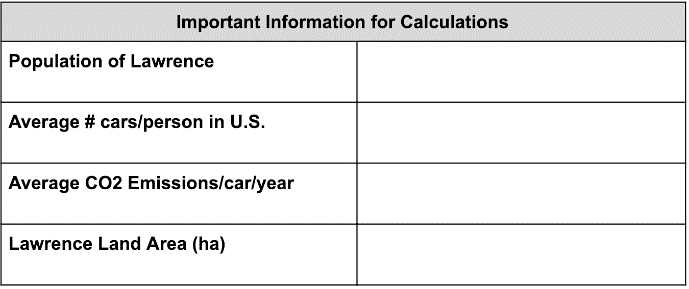 Important Information for Calculations
Population of Lawrence
Average # cars/person in U.S.
Average CO2 Emissions/car/year
Lawrence Land Area (ha)